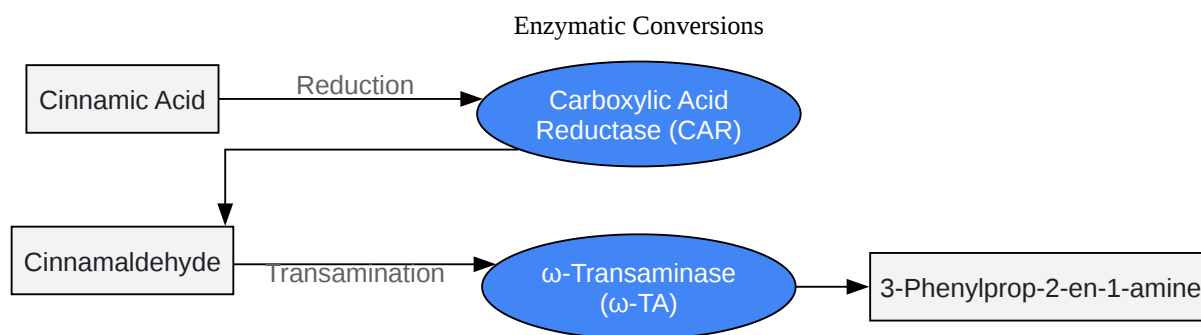 Enzymatic Conversions
Cinnamic Acid
Reduction
Carboxylic Acid
Reductase (CAR)
Cinnamaldehyde
Transamination
ω-Transaminase
(ω-TA)
3-Phenylprop-2-en-1-amine